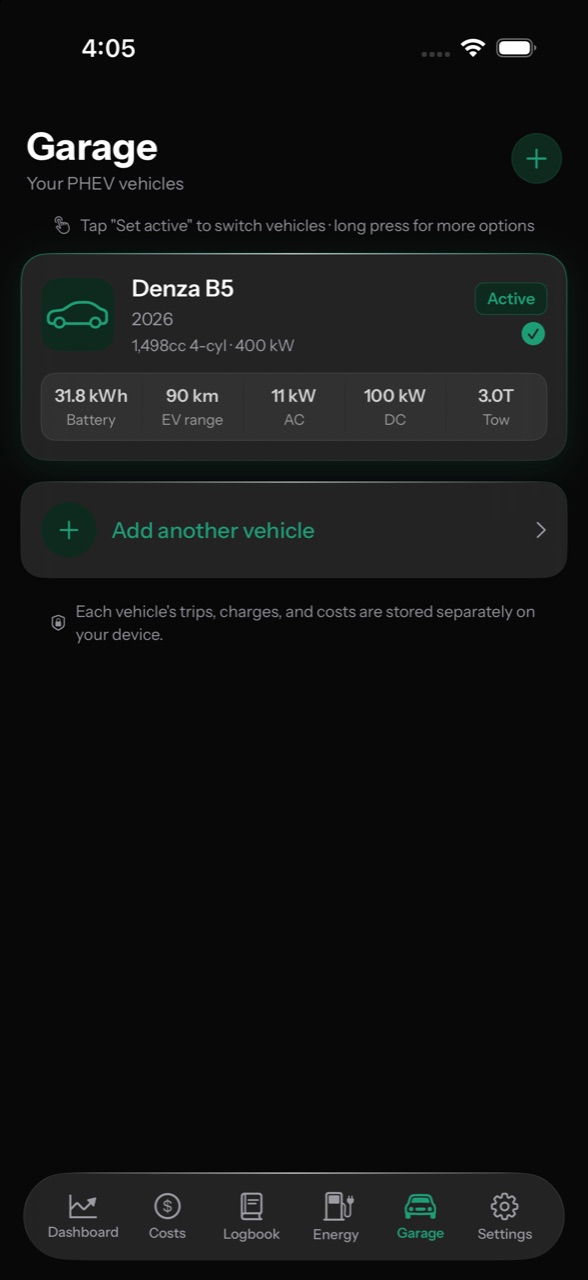 4:05
Garage
Your PHEV vehicles
Tap "Set active" to switch vehicles · long press for more options
Denza B5
Active
2026
1,498cc 4-cyl · 400 kW
31.8 kWh
90 km
11 kW
100 kW
3.0T
Battery
EV range
AC
DC
Tow
Add another vehicle
Each vehicle's trips, charges, and costs are stored separately on
your device.
Dashboard
Costs
Logbook
Energy
Garage
Settings